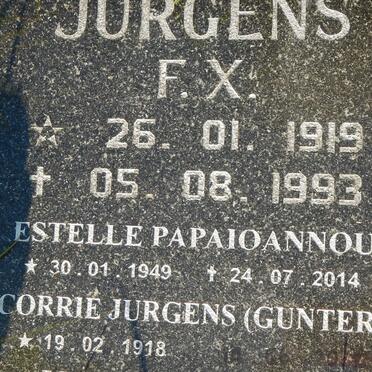 JURGENS
F. X.
☆ 26. 01. 1919
✝ 05. 08. 1993
ESTELLE PAPAIOANNOU
★ 30.01.1949 ✝ 24.07.2014
CORRIE JURGENS (GUNTER
★ 19.02.1918